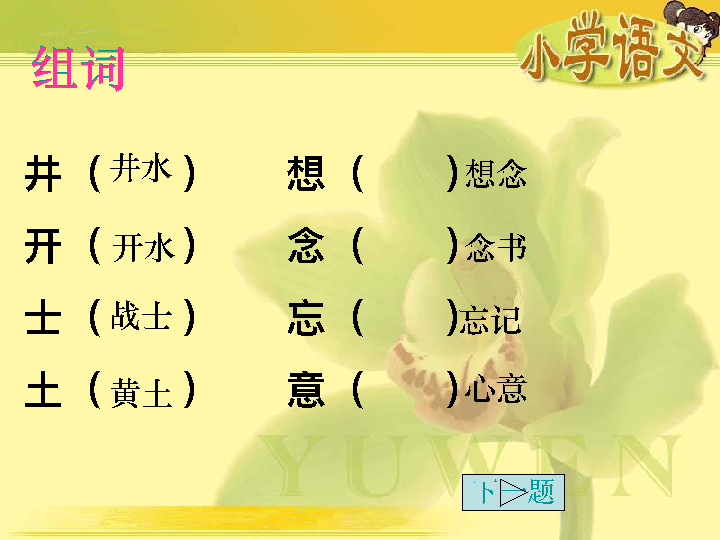 小学语文
组词
井（井水） 想（ ）想念
开（开水） 念（ ）念书
士（战士） 忘（ ）忘记
土（黄土） 意（ ）心意
YUWEN
下一题